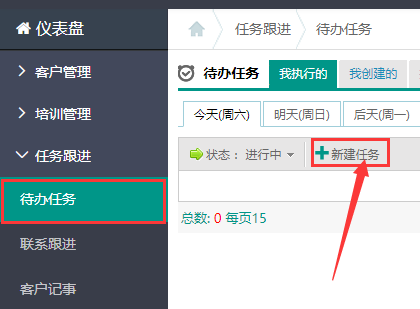 仪表盘
任务跟进
待办任务
客户管理
待办任务
我执行的
我创建的
培训管理
今天(周六)
明天(周日)
后天(周一)
任务跟进
状态： 进行中
新建任务
待办任务
总数: 0 每页15
联系跟进
客户记事